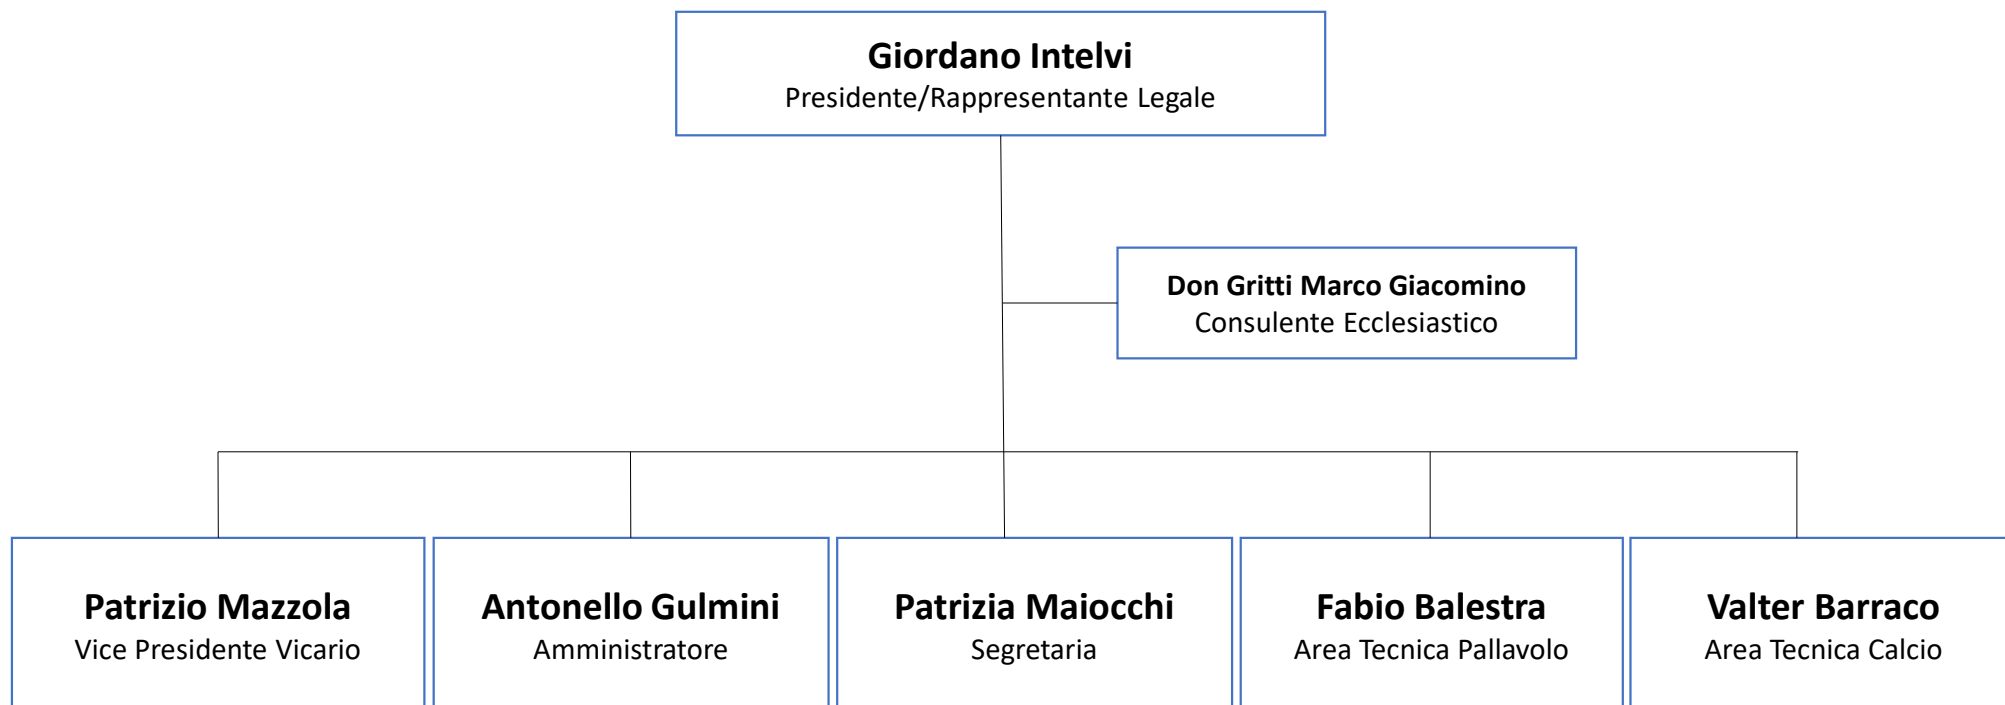 Giordano Intelvi
Presidente/Rappresentante Legale
Don Gritti Marco Giacomino
Consulente Ecclesiastico
Patrizio Mazzola
Vice Presidente Vicario
Antonello Gulmini
Amministratore
Patrizia Maiocchi
Segretaria
Fabio Balestra
Area Tecnica Pallavolo
Valter Barraco
Area Tecnica Calcio